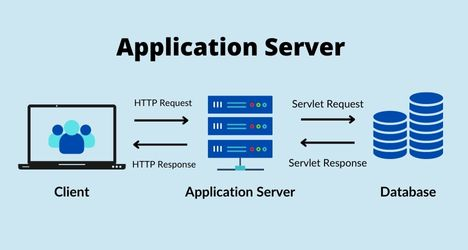 Application Server
HTTP Request
Servlet Request
HTTP Response
Servlet Response
Client
Application Server
Database